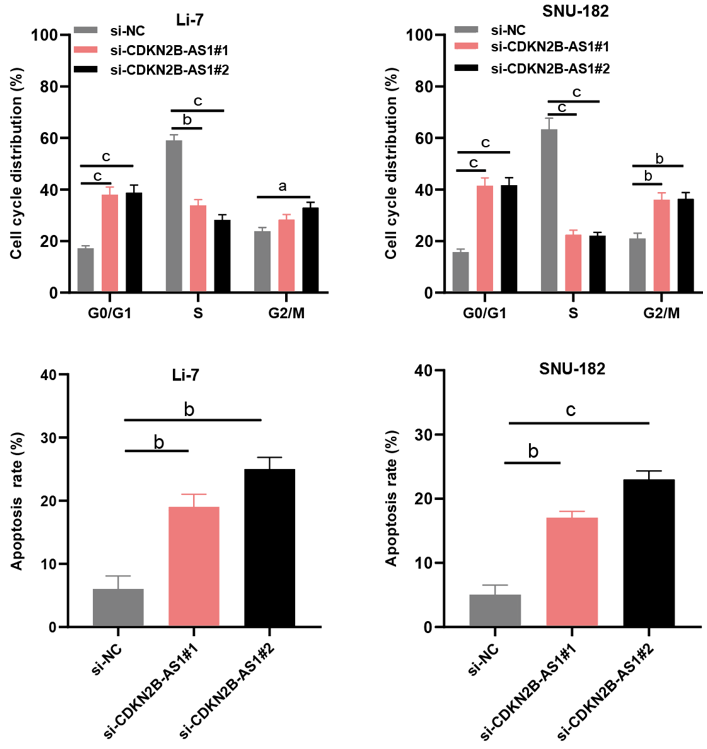 Li-7
si-NC
si-CDKN2B-AS1#1
si-CDKN2B-AS1#2
Cell cycle distribution (%)
100
80
60
40
20
0
c
c
c
b
a
G0/G1 S G2/M
SNU-182
si-NC
si-CDKN2B-AS1#1
si-CDKN2B-AS1#2
Cell cycle distribution (%)
100
80
60
40
20
0
c
c
c
c
b
b
G0/G1 S G2/M
Li-7
Apoptosis rate (%)
40
30
20
10
0
b
b
si-NC
si-CDKN2B-AS1#1
si-CDKN2B-AS1#2
SNU-182
Apoptosis rate (%)
40
30
20
10
0
c
b
si-NC
si-CDKN2B-AS1#1
si-CDKN2B-AS1#2